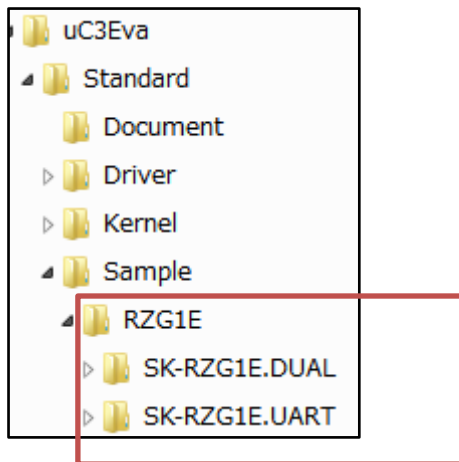 uC3Eva
Standard
Document
Driver
Kernel
Sample
RZG1E
SK-RZG1E.DUAL
SK-RZG1E.UART